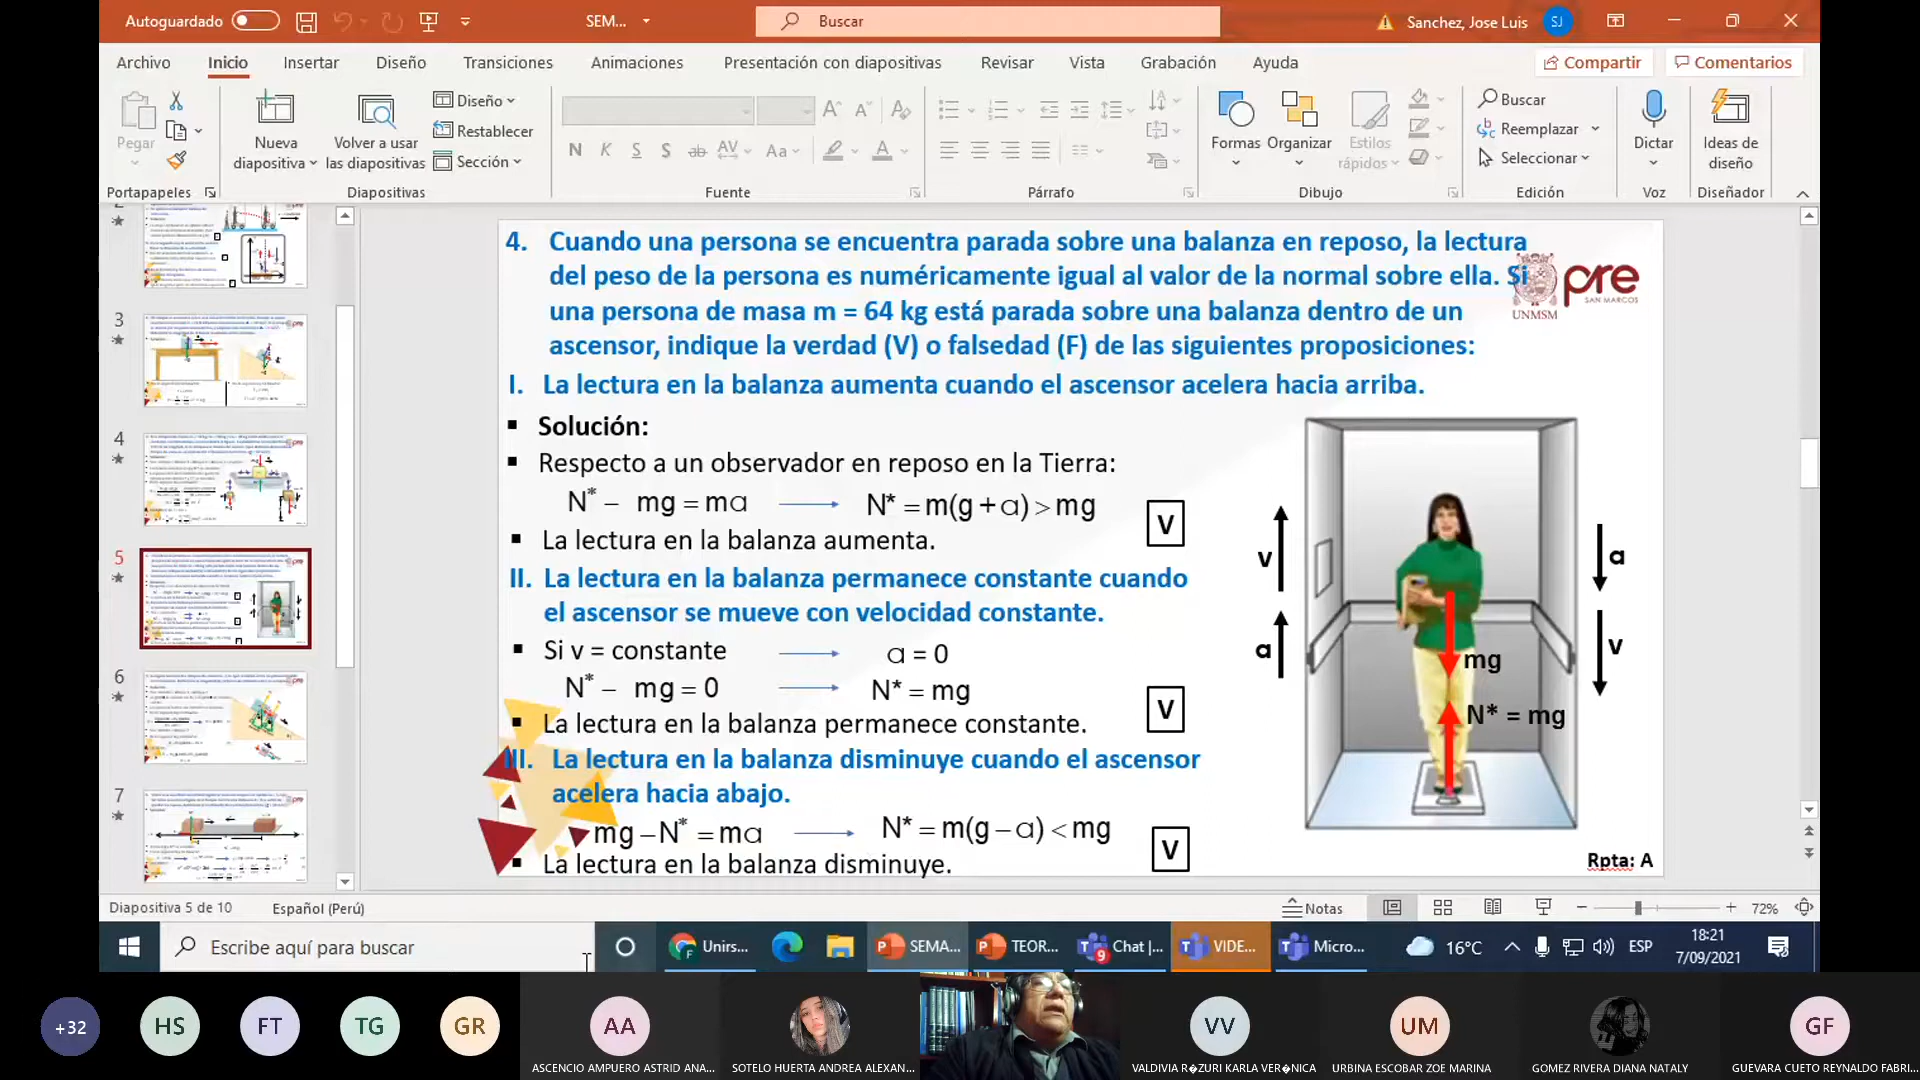 Autoguardado
SEM...
Buscar
Sanchez, Jose Luis
SJ
Archivo
Inicio
Insertar
Diseño
Transiciones
Animaciones
Presentación con diapositivas
Revisar
Vista
Grabación
Ayuda
Compartir
Comentarios
Pegar
Nueva
diapositiva
Volver a usar
las diapositivas
Diseño
Restablecer
Sección
N K S S ab AV Aa A
Formas
Organizar
Estilos
rápidos
Buscar
Reemplazar
Seleccionar
Dictar
Ideas de
diseño
Portapapeles
Diapositivas
Fuente
Párrafo
Dibujo
Edición
Voz
Diseñador
2
3
4
5
6
7
4. Cuando una persona se encuentra parada sobre una balanza en reposo, la lectura
del peso de la persona es numéricamente igual al valor de la normal sobre ella. Si
una persona de masa m = 64 kg está parada sobre una balanza dentro de un
ascensor, indique la verdad (V) o falsedad (F) de las siguientes proposiciones:
UNMSM
pre
SAN MARCOS
I. La lectura en la balanza aumenta cuando el ascensor acelera hacia arriba.
▪ Solución:
▪ Respecto a un observador en reposo en la Tierra:
N* − mg = ma → N* = m(g + a) > mg
V
▪ La lectura en la balanza aumenta.
II. La lectura en la balanza permanece constante cuando
el ascensor se mueve con velocidad constante.
▪ Si v = constante → a = 0
N* − mg = 0 → N* = mg
V
▪ La lectura en la balanza permanece constante.
III. La lectura en la balanza disminuye cuando el ascensor
acelera hacia abajo.
mg − N* = ma → N* = m(g − a) < mg
V
▪ La lectura en la balanza disminuye.
v
a
a
v
mg
N* = mg
Rpta: A
Diapositiva 5 de 10
Español (Perú)
Notas
72%
Escribe aquí para buscar
Unirs...
SEMA...
TEOR...
Chat |...
9
VIDE...
Micro...
16°C
ESP
18:21
7/09/2021
+32
HS
FT
TG
GR
AA
VV
UM
GF
ASCENCIO AMPUERO ASTRID ANA...
SOTELO HUERTA ANDREA ALEXAN...
VALDIVIA R�ZURI KARLA VER�NICA
URBINA ESCOBAR ZOE MARINA
GOMEZ RIVERA DIANA NATALY
GUEVARA CUETO REYNALDO FABRI...